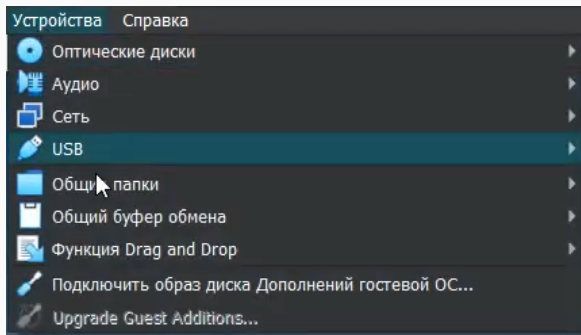 Устройства Справка
Оптические диски
Аудио
Сеть
USB
Общие папки
Общий буфер обмена
Функция Drag and Drop
Подключить образ диска Дополнений гостевой ОС...
Upgrade Guest Additions...